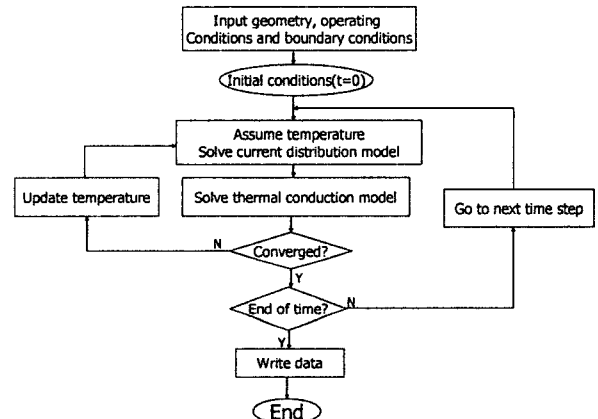 Input geometry, operating
Conditions and boundary conditions
Initial conditions(t=0)
Assume temperature
Solve current distribution model
Update temperature
Solve thermal conduction model
Go to next time step
N
Converged?
Y
End of time?
N
Y
Write data
End